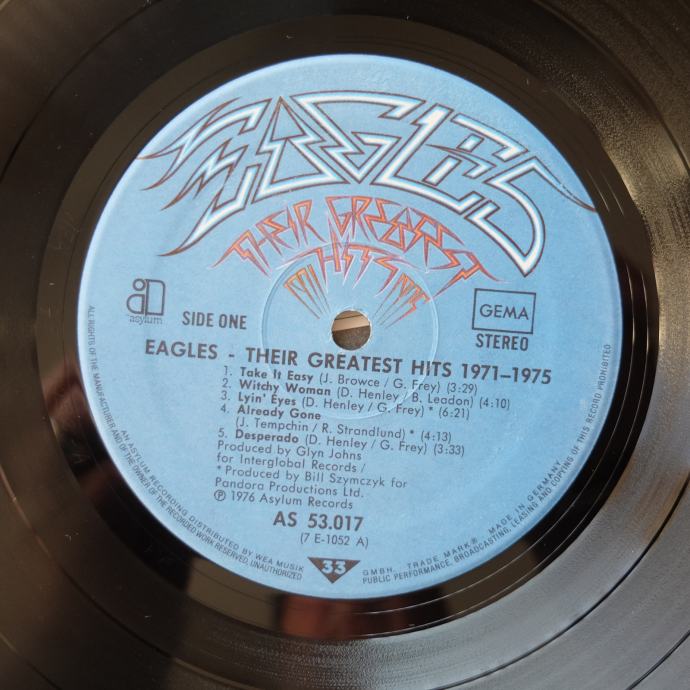 EAGLES
THEIR GREATEST
HITS
asylum
SIDE ONE
GEMA
STEREO
EAGLES - THEIR GREATEST HITS 1971-1975
1. Take It Easy (J. Browce / G. Frey) (3:29)
2. Witchy Woman (D. Henley / B. Leadon) (4:10)
3. Lyin' Eyes (D. Henley / G. Frey) * (6:21)
4. Already Gone
(J. Tempchin / R. Strandlund) * (4:13)
5. Desperado (D. Henley / G. Frey) (3:33)
Produced by Glyn Johns
for Interglobal Records /
* Produced by Bill Szymczyk for
Pandora Productions Ltd.
℗ 1976 Asylum Records
AS 53.017
(7 E-1052 A)
33
ALL RIGHTS OF THE MANUFACTURER AND OF THE OWNER OF THE RECORDED WORK RESERVED. UNAUTHORIZED PUBLIC PERFORMANCE, BROADCASTING, LEASING AND COPYING OF THIS RECORD PROHIBITED
AN ASYLUM RECORDING DISTRIBUTED BY WEA MUSIK GMBH. TRADE MARK® MADE IN GERMANY